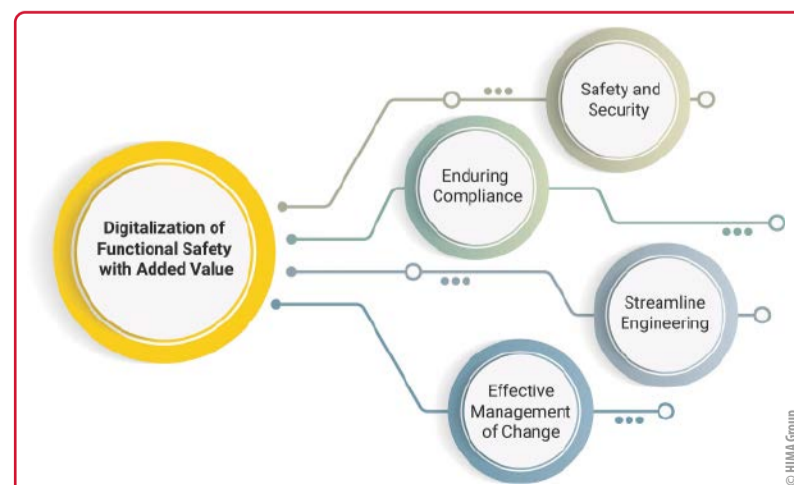 Safety and
Security
Enduring
Compliance
Digitalization of
Functional Safety
with Added Value
Streamline
Engineering
Effective
Management
of Change
© HIMA Group